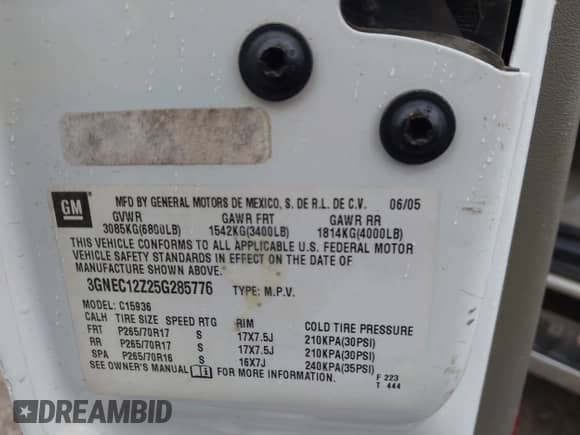 GM
MFD BY GENERAL MOTORS DE MEXICO, S. DE R.L. DE C.V. 06/05
GVWR GAWR FRT GAWR RR
3085KG(6800LB) 1542KG(3400LB) 1814KG(4000LB)
THIS VEHICLE CONFORMS TO ALL APPLICABLE U.S. FEDERAL MOTOR
VEHICLE SAFETY STANDARDS IN EFFECT ON THE DATE OF
MANUFACTURE SHOWN ABOVE.
3GNEC12Z25G285776 TYPE: M.P.V.
MODEL: C15936
CALH TIRE SIZE SPEED RTG RIM COLD TIRE PRESSURE
FRT P265/70R17 S 17X7.5J 210KPA(30PSI)
RR P265/70R17 S 17X7.5J 210KPA(30PSI)
SPA P265/70R16 S 16X7J 240KPA(35PSI)
SEE OWNER'S MANUAL FOR MORE INFORMATION.
F 223
T 444
DREAMBID